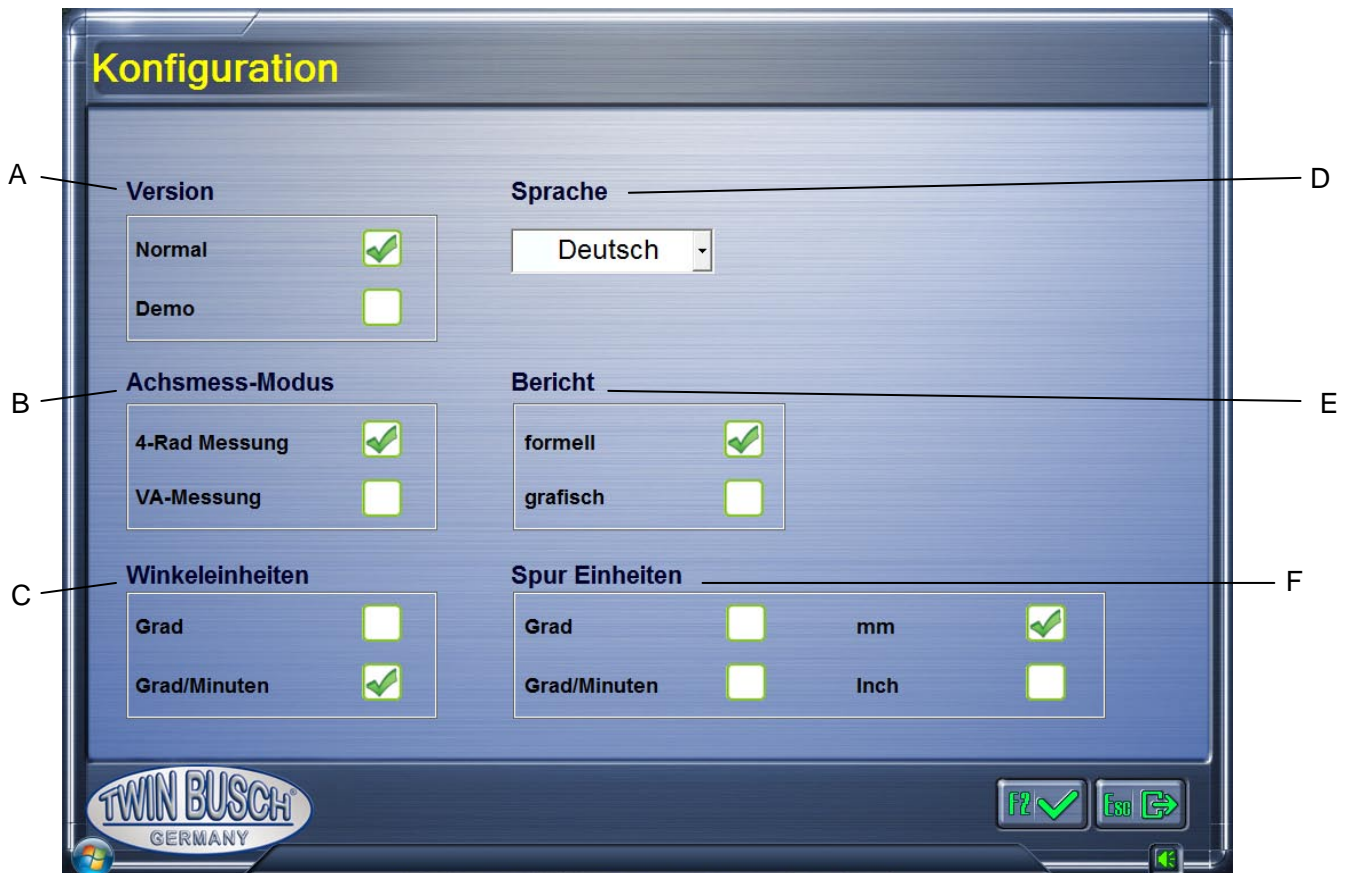 Konfiguration
A
Version
Normal
Demo
Sprache
Deutsch
D
B
Achsmess-Modus
4-Rad Messung
VA-Messung
Bericht
formell
grafisch
E
C
Winkeleinheiten
Grad
Grad/Minuten
Spur Einheiten
Grad
mm
Grad/Minuten
Inch
F
TWIN BUSCH®
GERMANY
F2
Esc